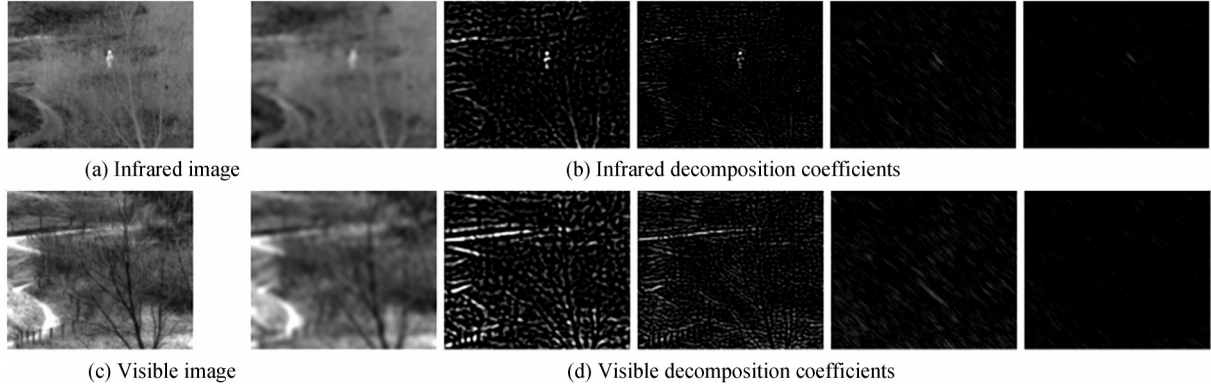 (a) Infrared image
(b) Infrared decomposition coefficients
(c) Visible image
(d) Visible decomposition coefficients